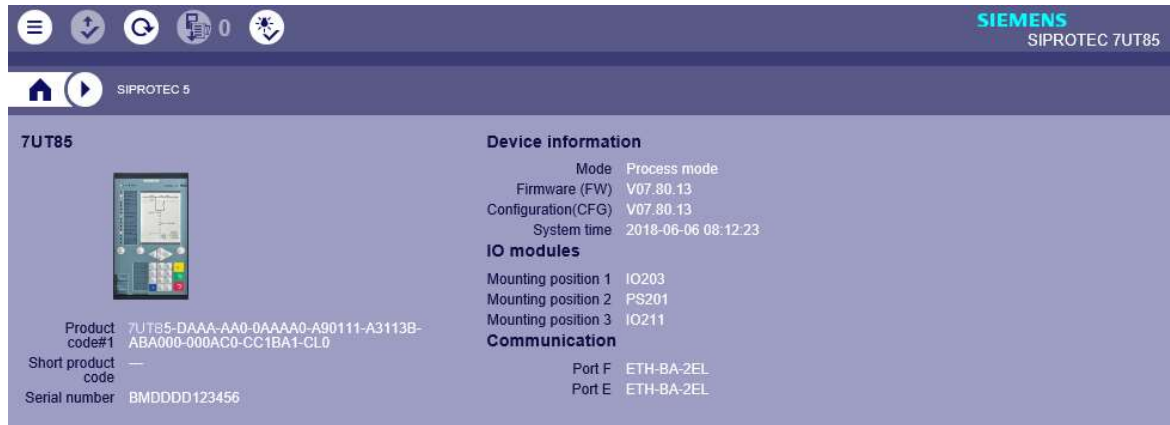 0
SIEMENS
SIPROTEC 7UT85
SIPROTEC 5
7UT85
Product code#1 7UT85-DAAA-AA0-0AAAA0-A90111-A3113B-
ABA000-000AC0-CC1BA1-CL0
Short product code —
Serial number BMDDDD123456
Device information
Mode Process mode
Firmware (FW) V07.80.13
Configuration(CFG) V07.80.13
System time 2018-06-06 08:12:23
IO modules
Mounting position 1 IO203
Mounting position 2 PS201
Mounting position 3 IO211
Communication
Port F ETH-BA-2EL
Port E ETH-BA-2EL